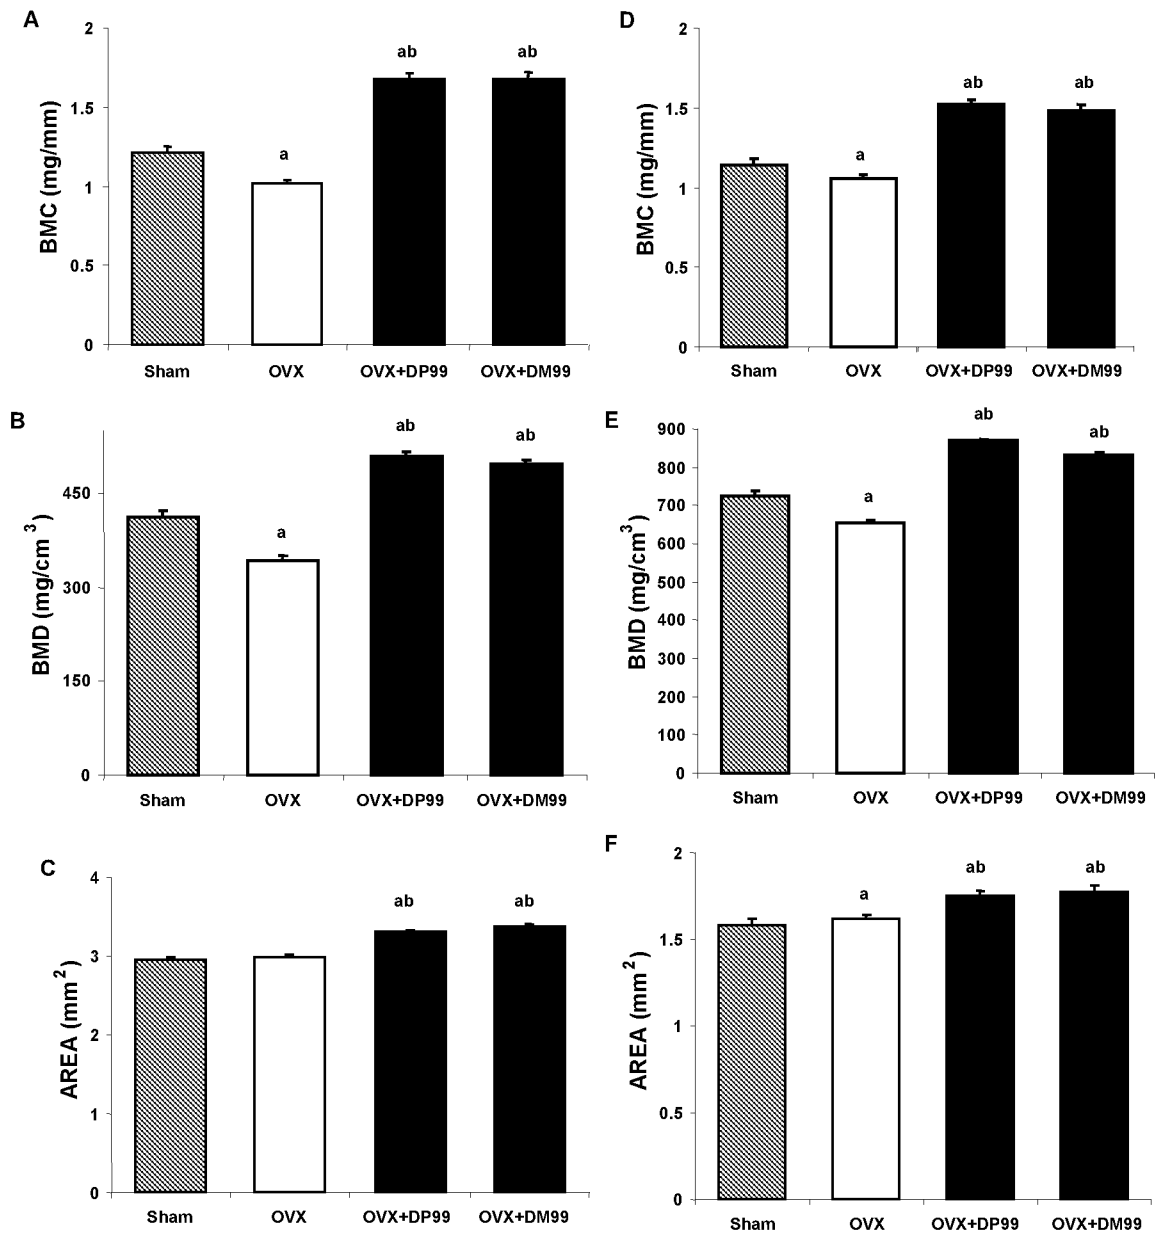 A
2
1.5
1
0.5
0
BMC (mg/mm)
a
ab
ab
Sham OVX OVX+DP99 OVX+DM99
D
2
1.5
1
0.5
0
BMC (mg/mm)
a
ab
ab
Sham OVX OVX+DP99 OVX+DM99
B
450
300
150
0
BMD (mg/cm³)
a
ab
ab
Sham OVX OVX+DP99 OVX+DM99
E
900
800
700
600
500
400
300
200
100
0
BMD (mg/cm³)
a
ab
ab
Sham OVX OVX+DP99 OVX+DM99
C
4
3
2
1
0
AREA (mm²)
ab
ab
Sham OVX OVX+DP99 OVX+DM99
F
2
1.5
1
0.5
0
AREA (mm²)
a
ab
ab
Sham OVX OVX+DP99 OVX+DM99